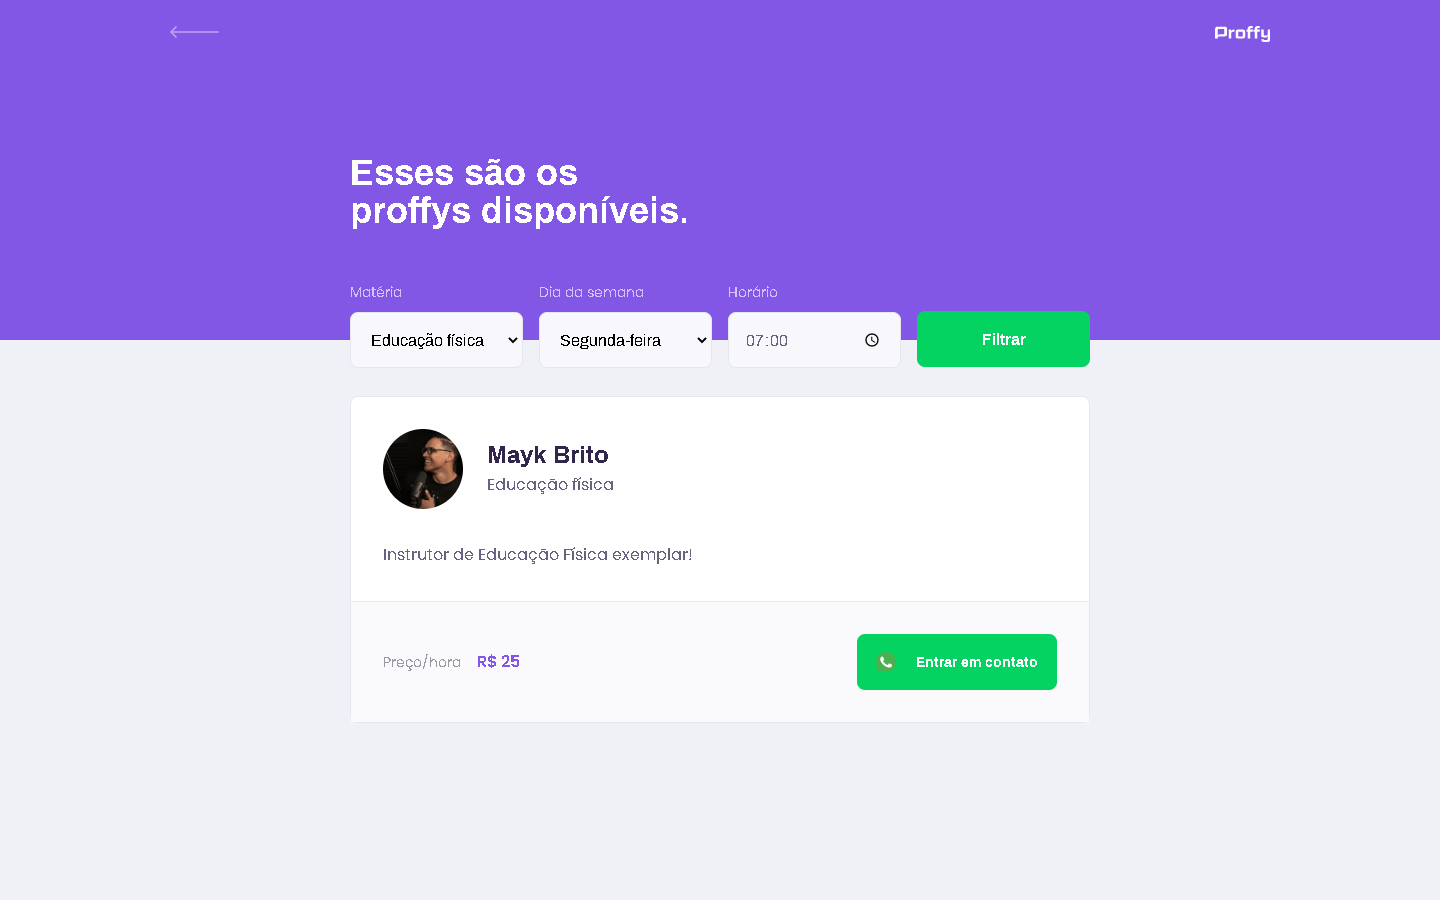 Proffy
Esses são os
proffys disponíveis.
Matéria
Dia da semana
Horário
Educação física
Segunda-feira
07:00
Filtrar
Mayk Brito
Educação física
Instrutor de Educação Física exemplar!
Preço/hora
R$ 25
Entrar em contato